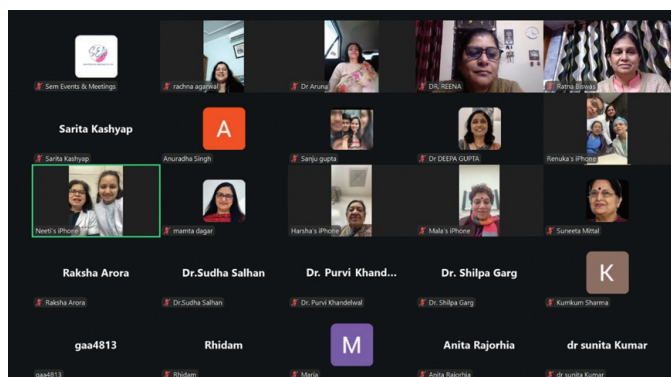 SEM
Sem Events & Meetings
rachna agarwal
Dr Aruna
DR. REENA
Ratna Biswas
Sarita Kashyap
Sarita Kashyap
A
Anuradha Singh
Sanju gupta
Dr DEEPA GUPTA
Renuka's iPhone
Neeti's iPhone
mamta dagar
Harsha's iPhone
Mala's iPhone
Suneeta Mittal
Raksha Arora
Raksha Arora
Dr.Sudha Salhan
Dr.Sudha Salhan
Dr. Purvi Khand...
Dr. Purvi Khandelwal
Dr. Shilpa Garg
Dr. Shilpa Garg
K
Kumkum Sharma
gaa4813
gaa4813
Rhidam
Rhidam
M
Maria
Anita Rajorhia
Anita Rajorhia
dr sunita Kumar
dr sunita Kumar